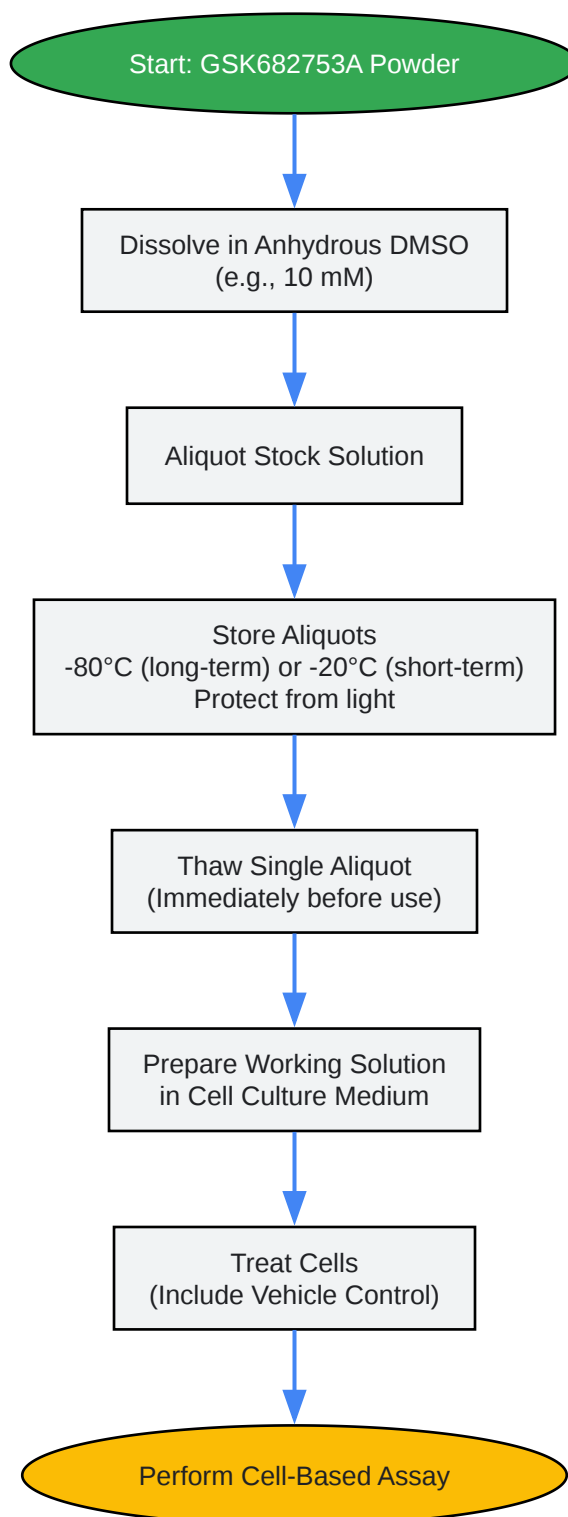 Start: GSK682753A Powder
Dissolve in Anhydrous DMSO
(e.g., 10 mM)
Aliquot Stock Solution
Store Aliquots
-80°C (long-term) or -20°C (short-term)
Protect from light
Thaw Single Aliquot
(Immediately before use)
Prepare Working Solution
in Cell Culture Medium
Treat Cells
(Include Vehicle Control)
Perform Cell-Based Assay